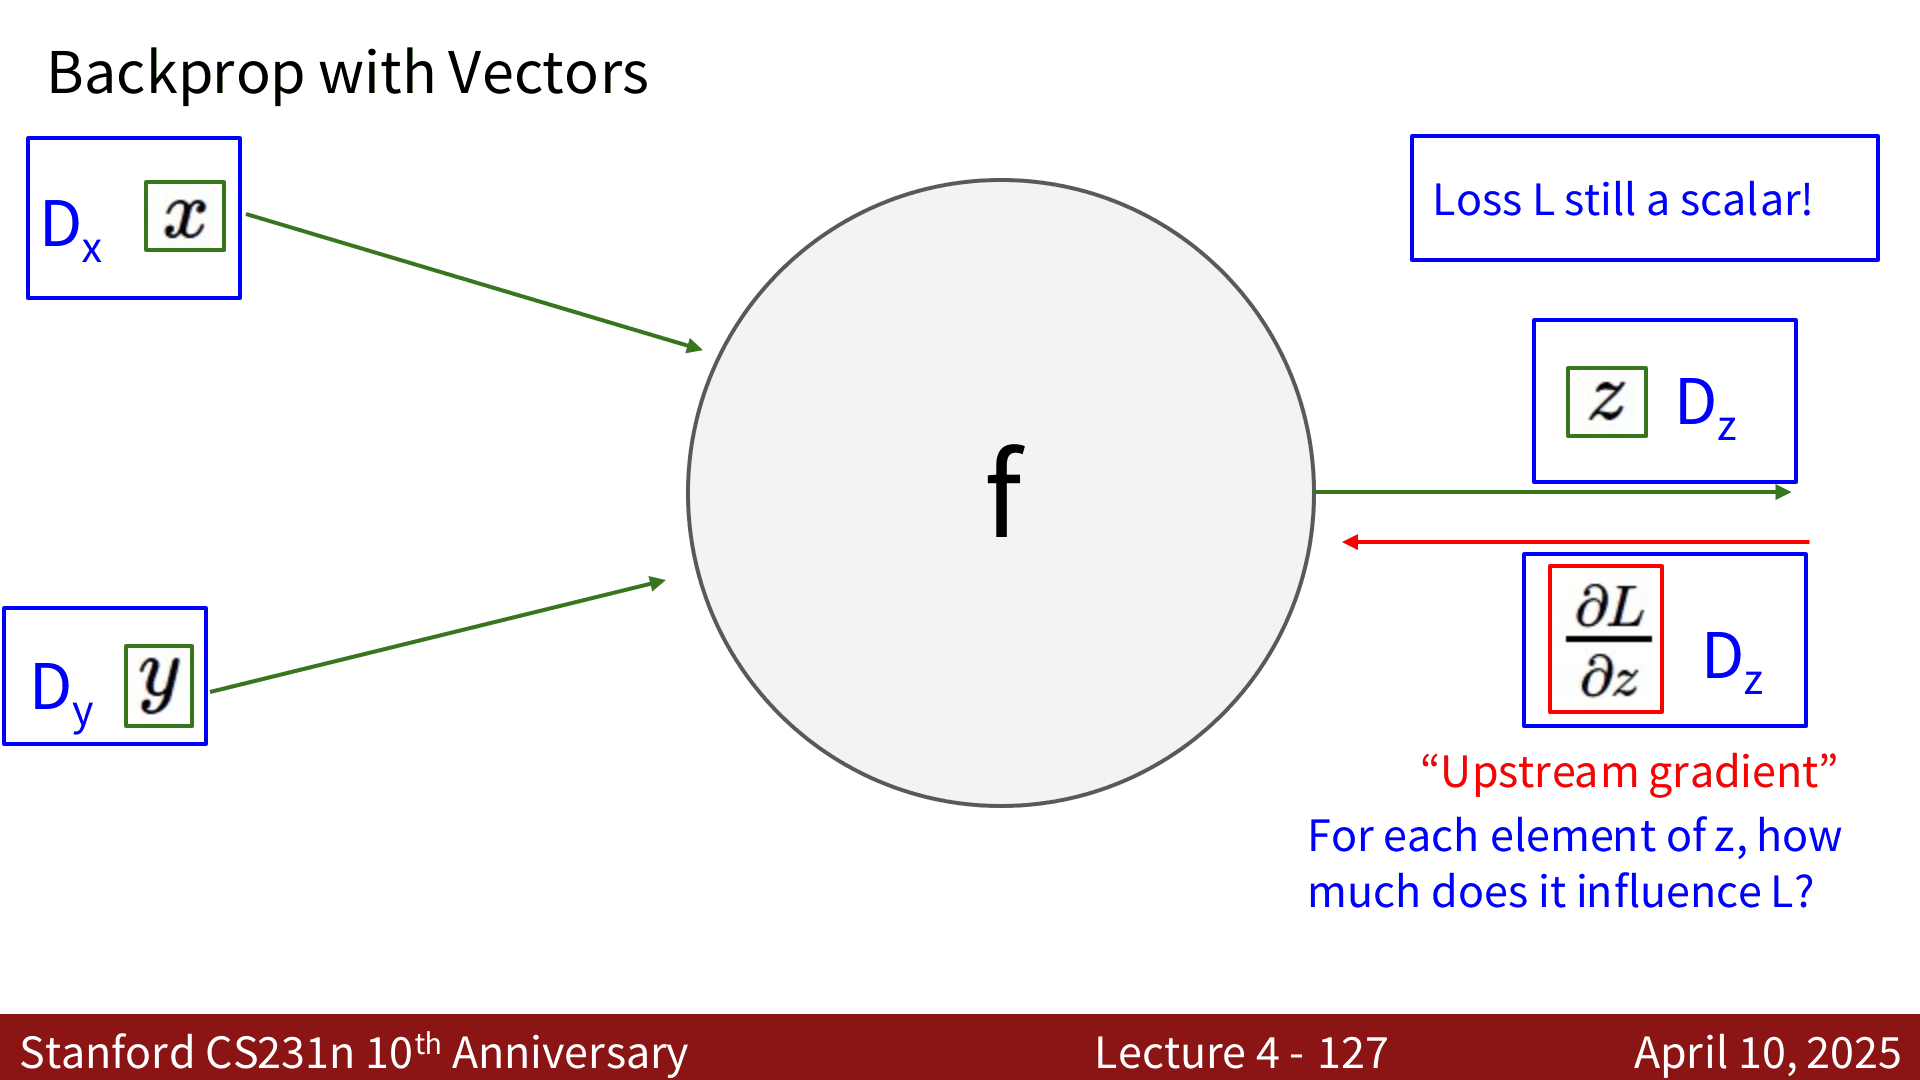 Backprop with Vectors
Dx x
Loss L still a scalar!
z Dz
f
∂L/∂z Dz
Dy y
“Upstream gradient”
For each element of z, how
much does it influence L?
Stanford CS231n 10th Anniversary
Lecture 4 - 127
April 10, 2025